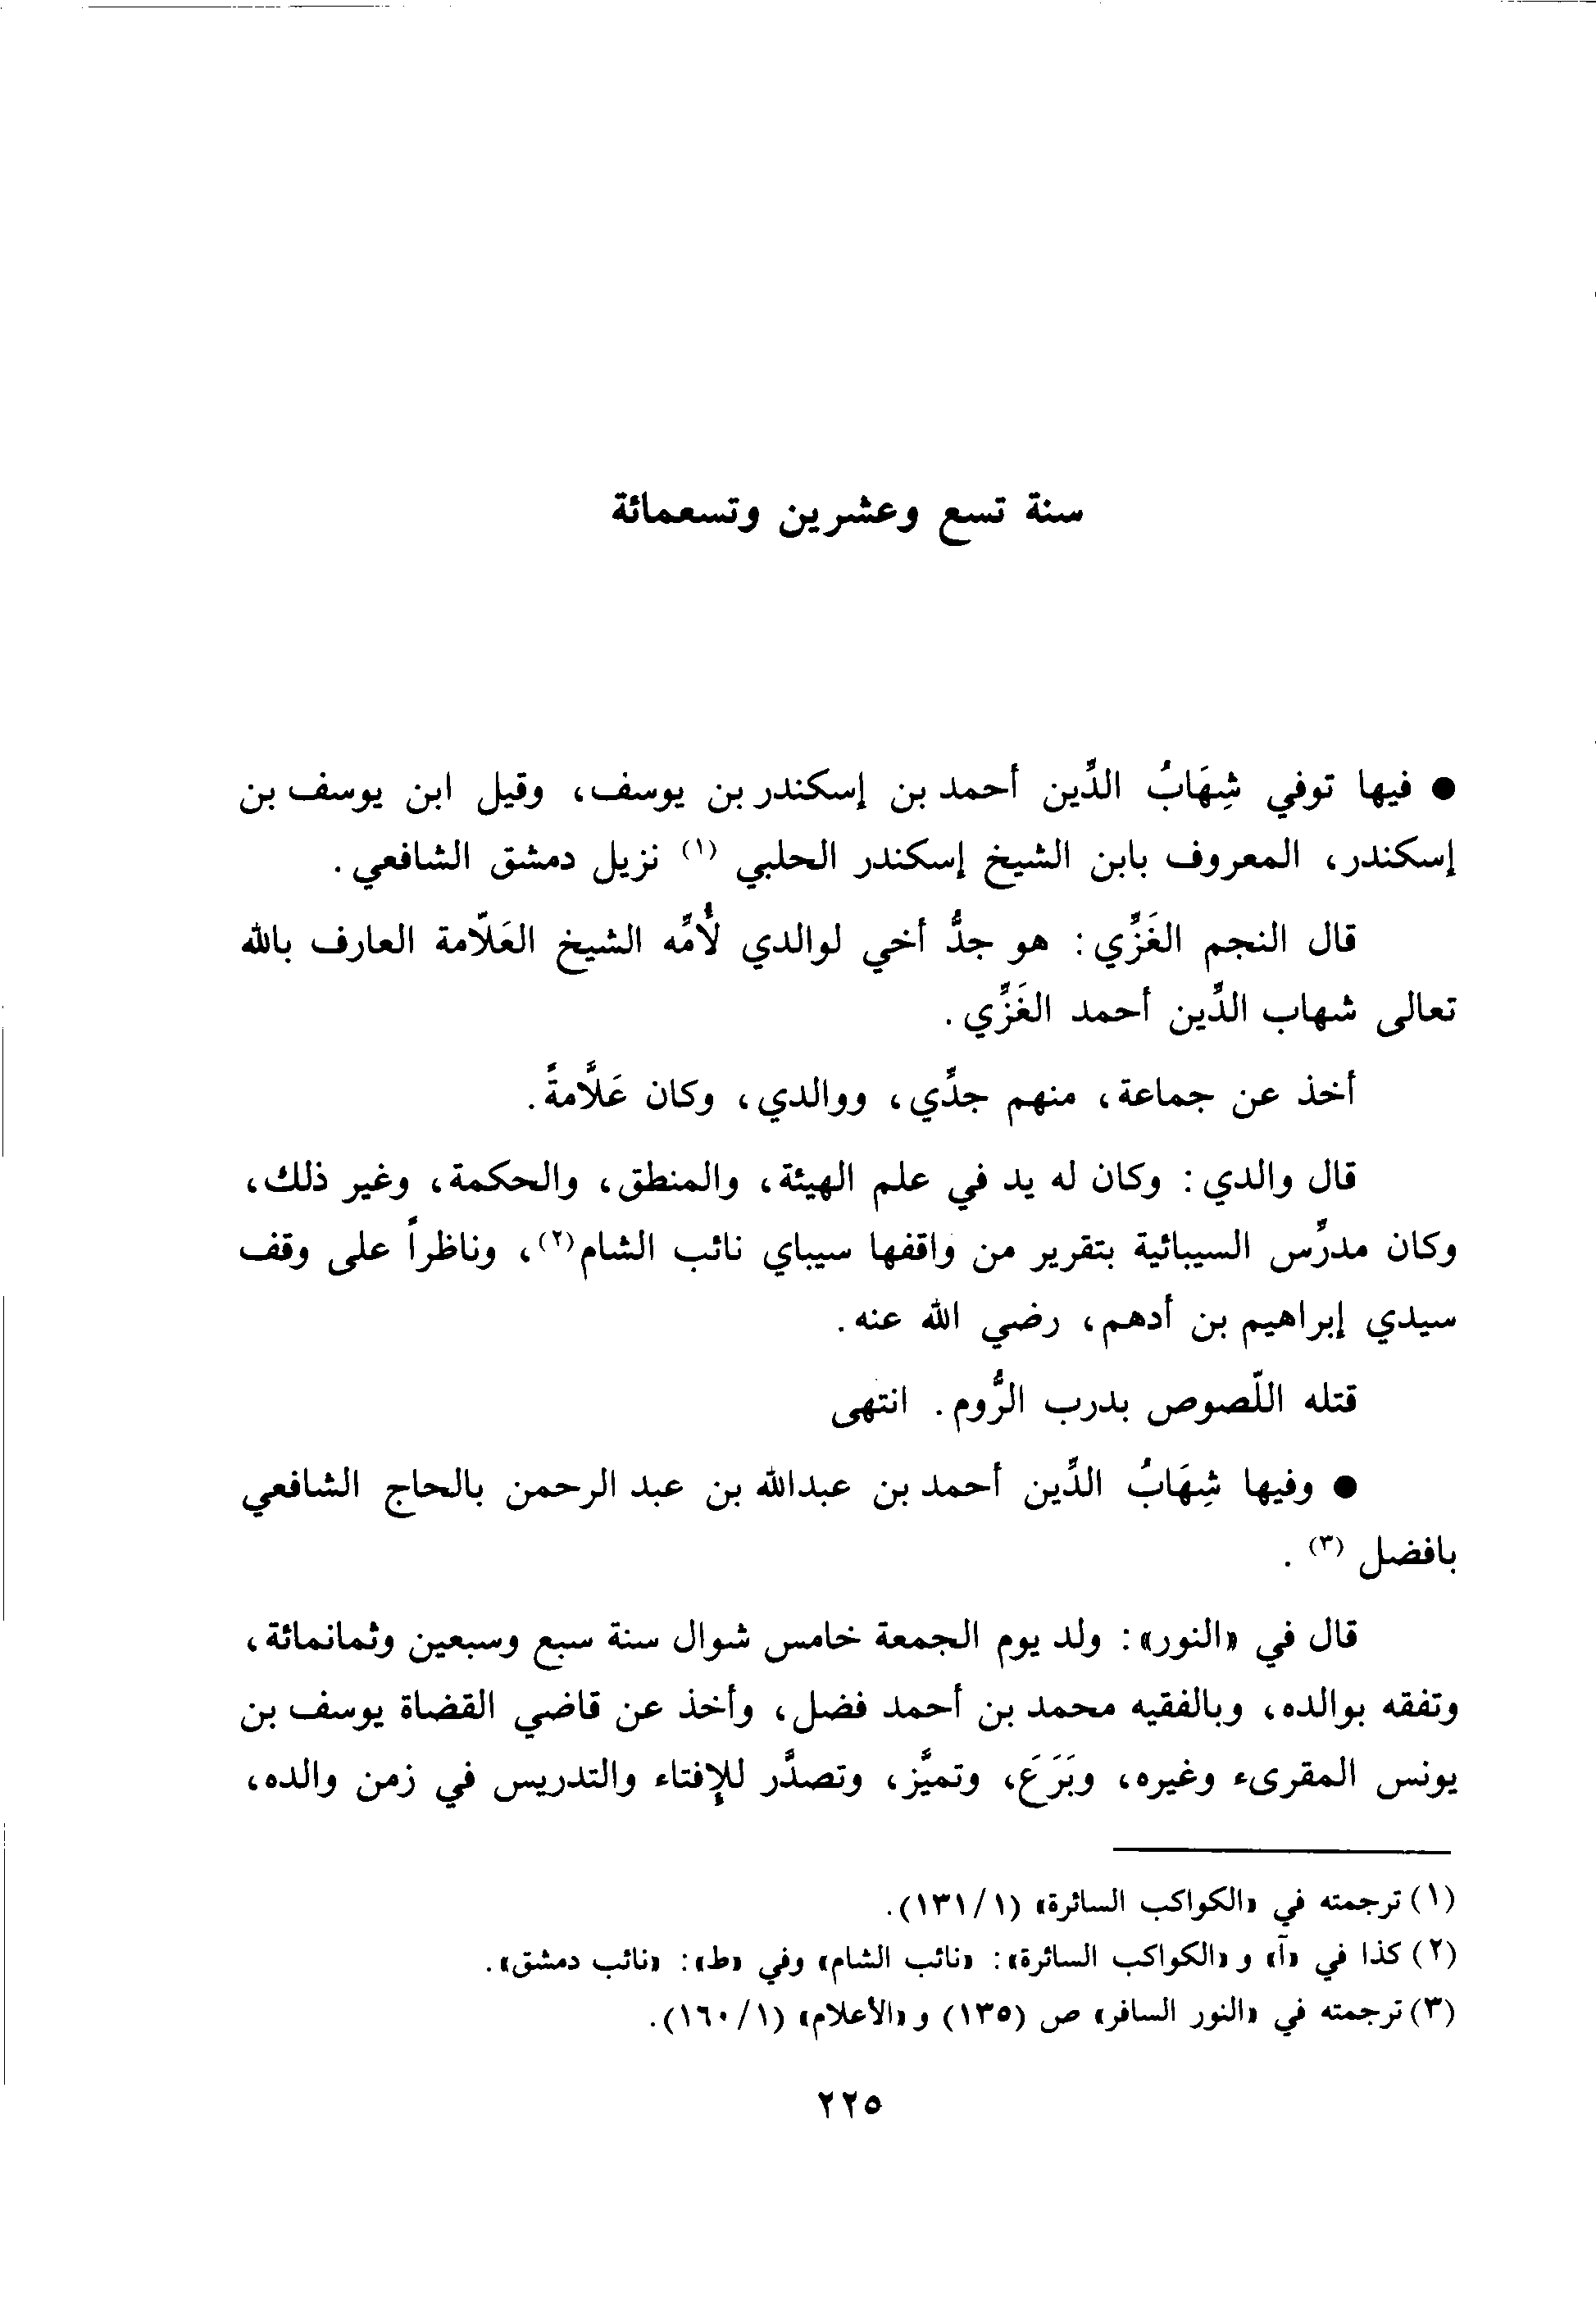 سنة تسع وعشرين وتسعمائة
● فيها توفي شِهَابُ الدِّين أحمد بن إسكندر بن يوسف، وقيل ابن يوسف بن
إسكندر، المعروف بابن الشيخ إسكندر الحلبي (١) نزيل دمشق الشافعي.
قال النجم الغَزِّي: هو جدُّ أخي لوالدي لأُمِّه الشيخ العَلّامة العارف بالله
تعالى شهاب الدِّين أحمد الغَزِّي.
أخذ عن جماعة، منهم جدِّي، ووالدي، وكان عَلَّامةً.
قال والدي: وكان له يد في علم الهيئة، والمنطق، والحكمة، وغير ذلك،
وكان مدرِّس السيبائية بتقرير من واقفها سيباي نائب الشام(٢)، وناظراً على وقف
سيدي إبراهيم بن أدهم، رضي الله عنه.
قتله اللّصوص بدرب الرُّوم. انتهى
● وفيها شِهَابُ الدِّين أحمد بن عبدالله بن عبد الرحمن بالحاج الشافعي
بافضل (٣).
قال في «النور»: ولد يوم الجمعة خامس شوال سنة سبع وسبعين وثمانمائة،
وتفقه بوالده، وبالفقيه محمد بن أحمد فضل، وأخذ عن قاضي القضاة يوسف بن
يونس المقرىء وغيره، وبَرَعَ، وتميَّز، وتصدَّر للإفتاء والتدريس في زمن والده،
(١) ترجمته في «الكواكب السائرة» (١/ ١٣١).
(٢) كذا في «آ» و «الكواكب السائرة»: «نائب الشام» وفي «ط»: «نائب دمشق».
(٣) ترجمته في «النور السافر» ص (١٣٥) و «الأعلام» (١/ ١٦٠).
٢٢٥